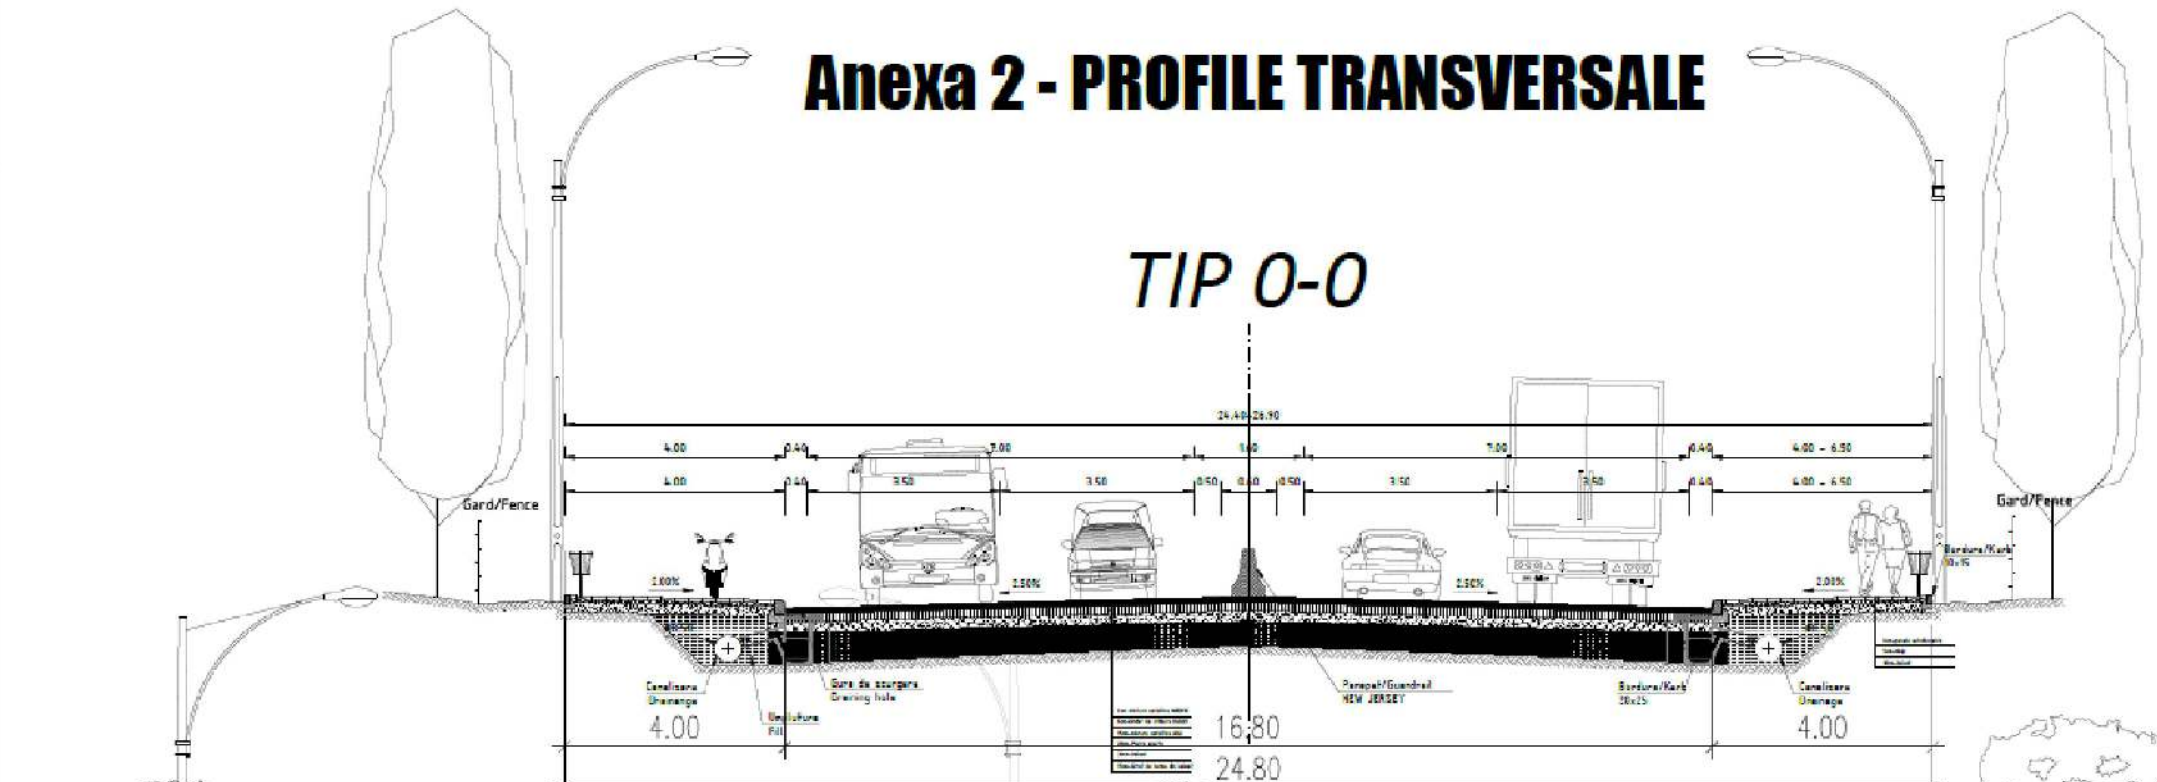 Anexa 2 - PROFILE TRANSVERSALE
TIP 0-0
24.40-26.90
4.00 0.40 7.00 7.00 0.40 4.00 - 6.50
4.00 0.40 3.50 3.50 0.50 0.60 0.50 3.50 3.50 0.40 4.00 - 6.50
Gard/Fence
Gard/Fence
Bordura/Kerb
2.00% 2.50% 2.50% 2.00%
Canalizare
Drainange
Gura de scurgere
Draining hole
Umplutura
Fill
Parapet/Guardrail
NEW JERSEY
Bordura/Kerb
20x25
Canalizare
Drainage
4.00 16.80 4.00
24.80